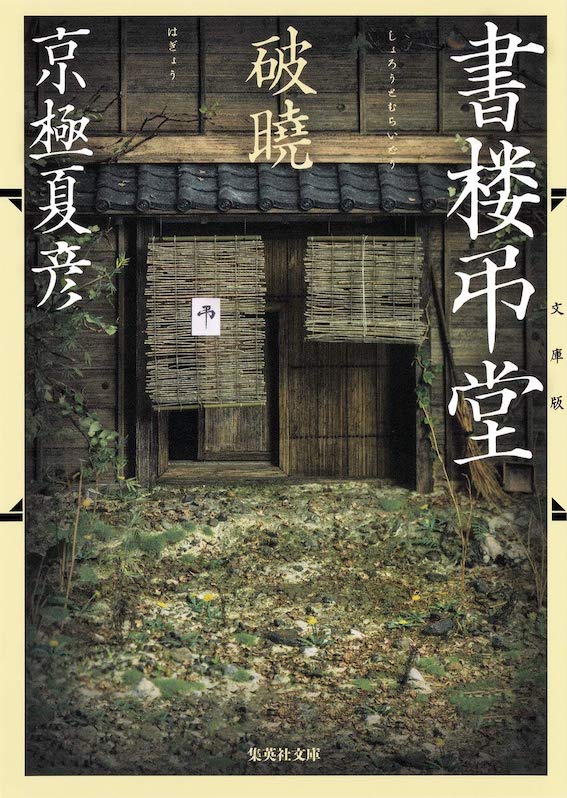 書楼弔堂
しょろうとむらいどう
破曉
はぎょう
京極夏彦
文庫版
弔
集英社文庫